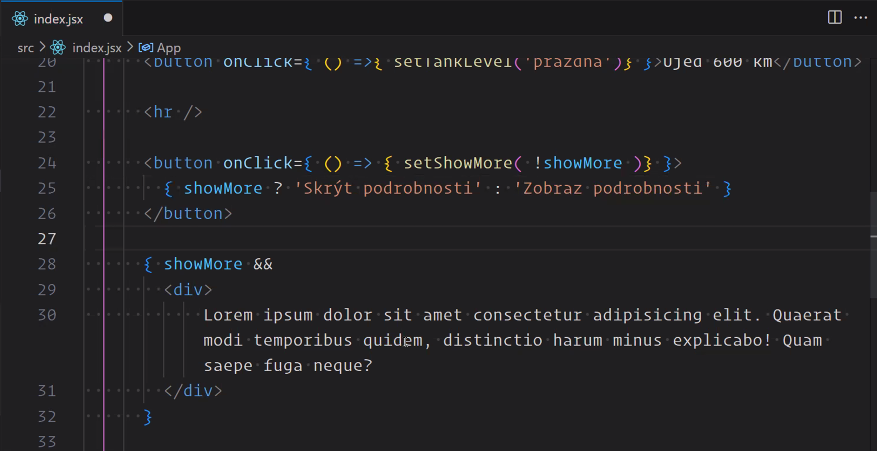 index.jsx
src > index.jsx > App
20 <button onClick={ () =>{ setTankLevel('prázdná')} }>Ujeď 600 km</button>
21
22 <hr />
23
24 <button onClick={ () => { setShowMore( !showMore )} }>
25 { showMore ? 'Skrýt podrobnosti' : 'Zobraz podrobnosti' }
26 </button>
27
28 { showMore &&
29 <div>
30 Lorem ipsum dolor sit amet consectetur adipisicing elit. Quaerat
modi temporibus quidem, distinctio harum minus explicabo! Quam
saepe fuga neque?
31 </div>
32 }
33